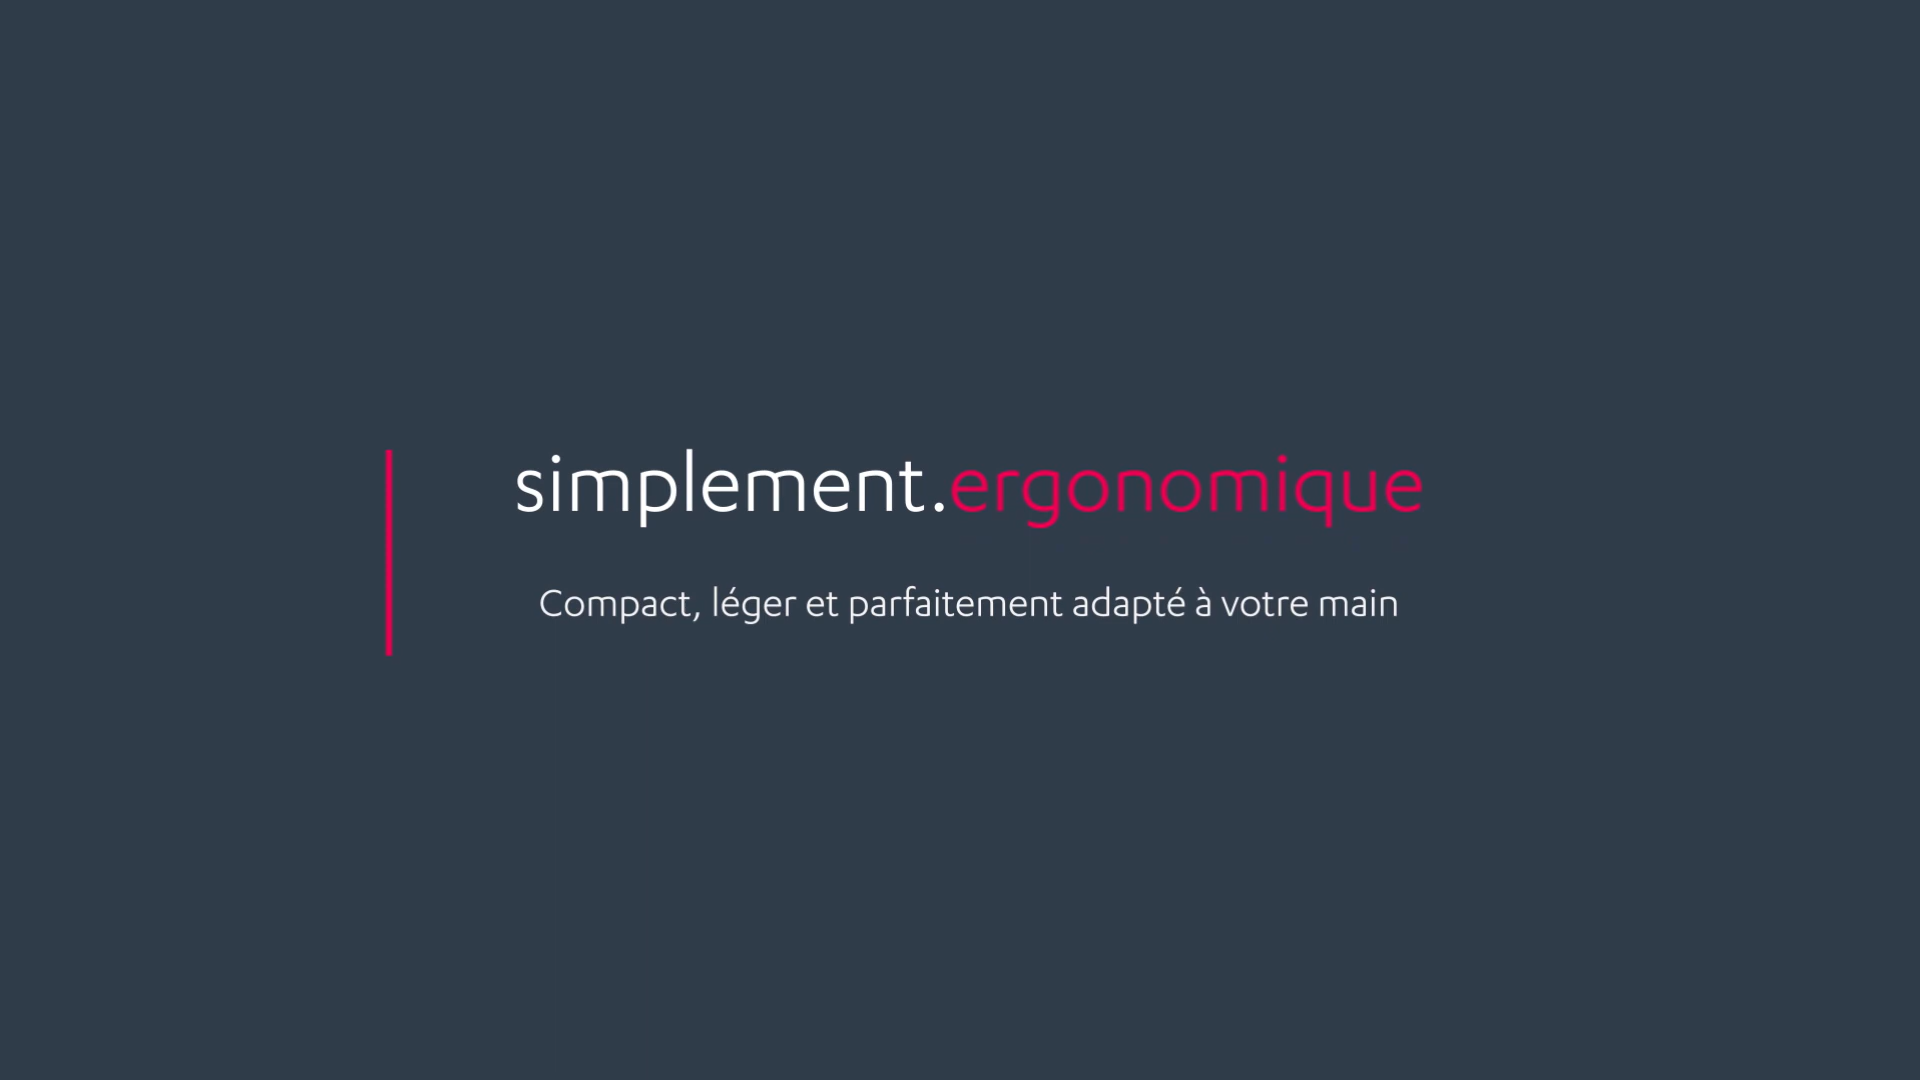 simplement.ergonomique
Compact, léger et parfaitement adapté à votre main